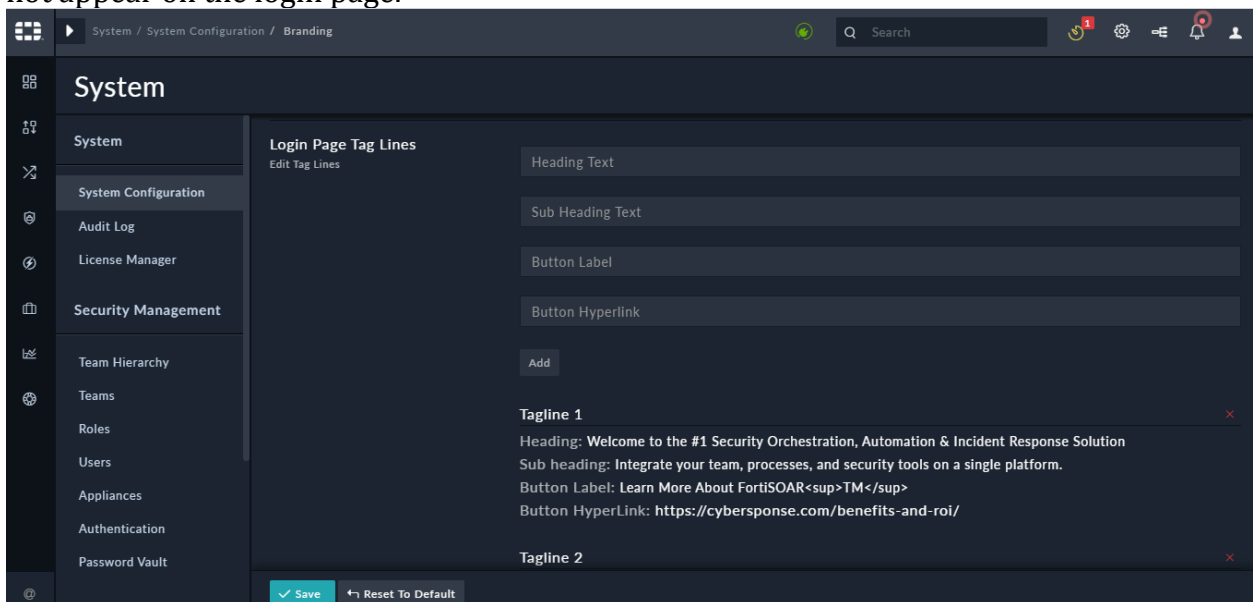 not appear on the login page.
System / System Configuration / Branding
Search
1
System
System
System Configuration
Audit Log
License Manager
Security Management
Team Hierarchy
Teams
Roles
Users
Appliances
Authentication
Password Vault
@
Login Page Tag Lines
Edit Tag Lines
Heading Text
Sub Heading Text
Button Label
Button Hyperlink
Add
Tagline 1
Heading: Welcome to the #1 Security Orchestration, Automation & Incident Response Solution
Sub heading: Integrate your team, processes, and security tools on a single platform.
Button Label: Learn More About FortiSOAR<sup>TM</sup>
Button HyperLink: https://cybersponse.com/benefits-and-roi/
Tagline 2
Save
Reset To Default